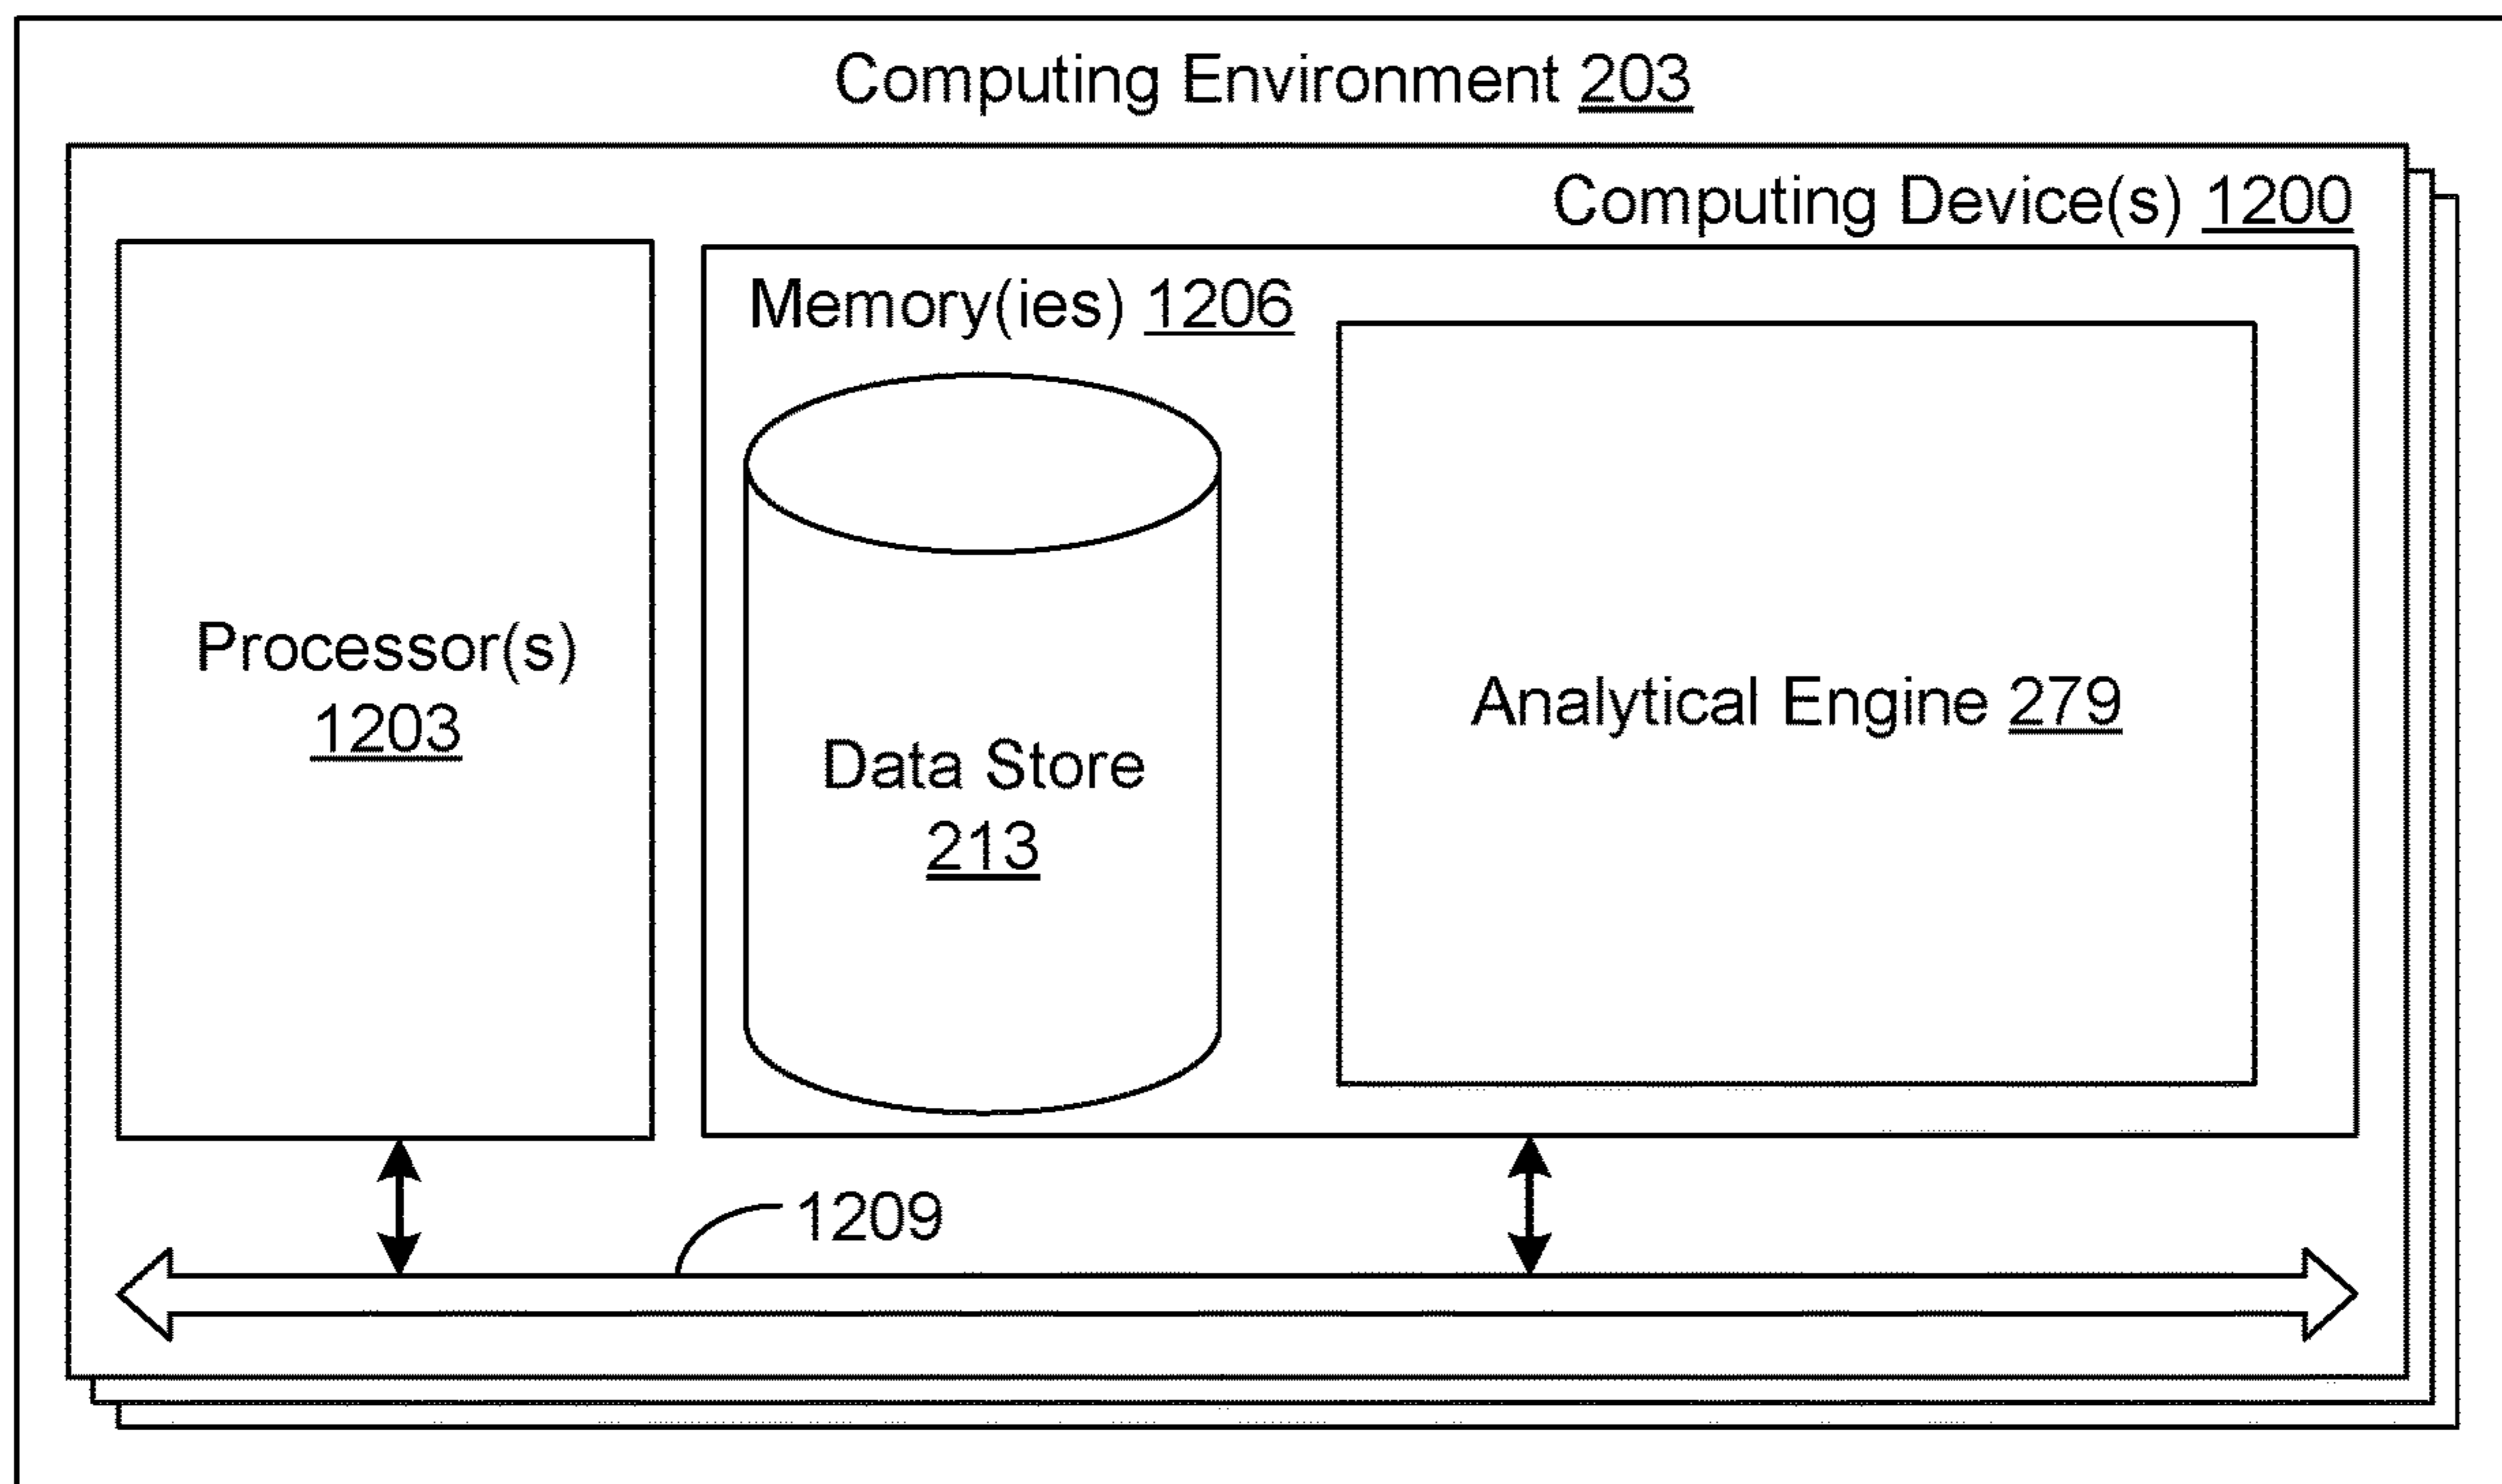 Computing Environment 203
Computing Device(s) 1200
Memory(ies) 1206
Processor(s)
1203
Data Store
213
Analytical Engine 279
1209